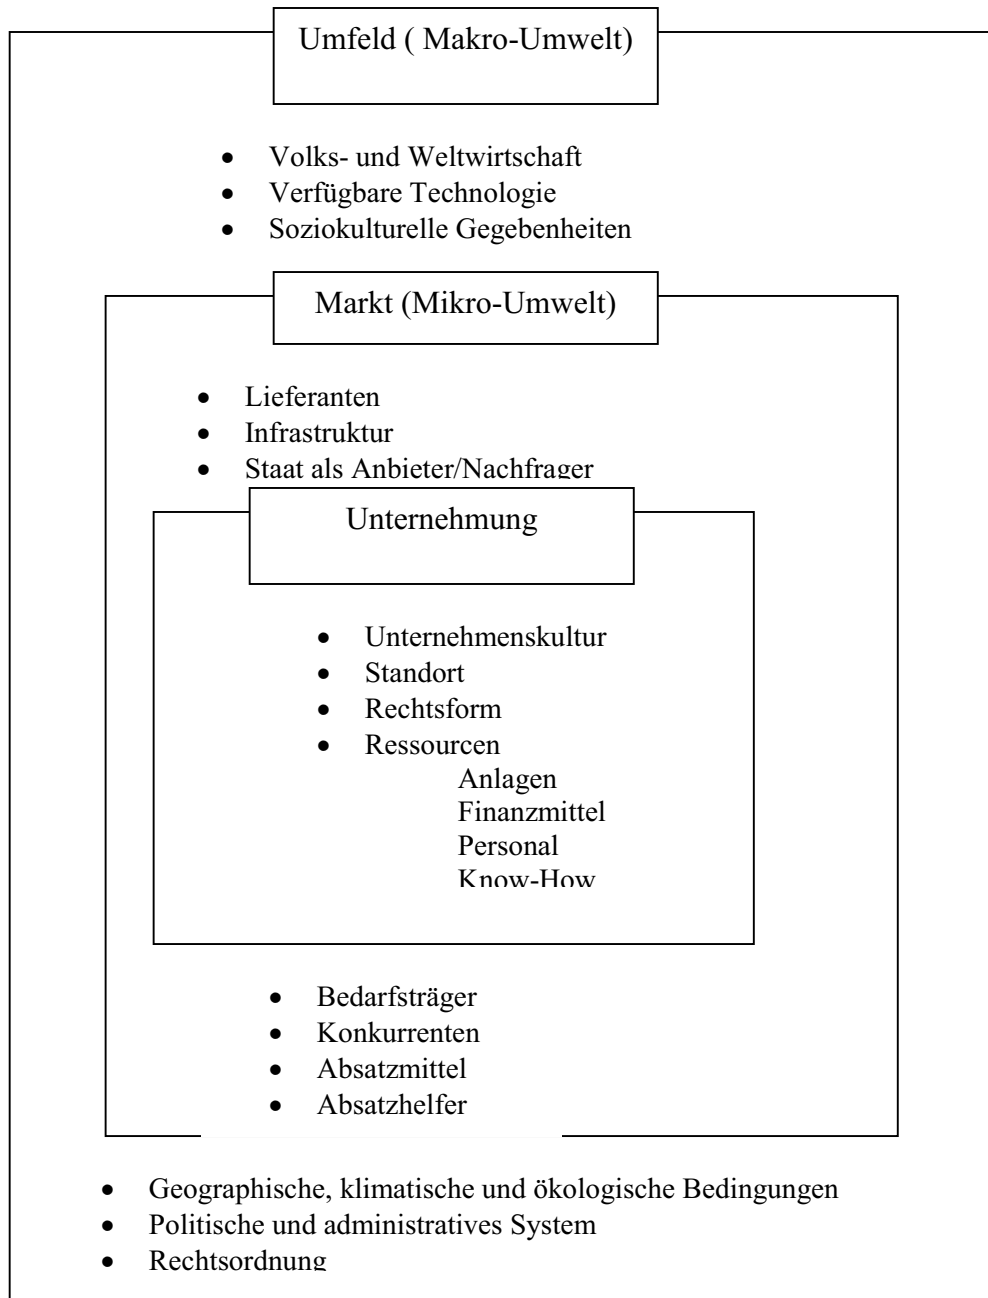 Umfeld ( Makro-Umwelt)
• Volks- und Weltwirtschaft
• Verfügbare Technologie
• Soziokulturelle Gegebenheiten
Markt (Mikro-Umwelt)
• Lieferanten
• Infrastruktur
• Staat als Anbieter/Nachfrager
Unternehmung
• Unternehmenskultur
• Standort
• Rechtsform
• Ressourcen
Anlagen
Finanzmittel
Personal
Know-How
• Bedarfsträger
• Konkurrenten
• Absatzmittel
• Absatzhelfer
• Geographische, klimatische und ökologische Bedingungen
• Politische und administratives System
• Rechtsordnung